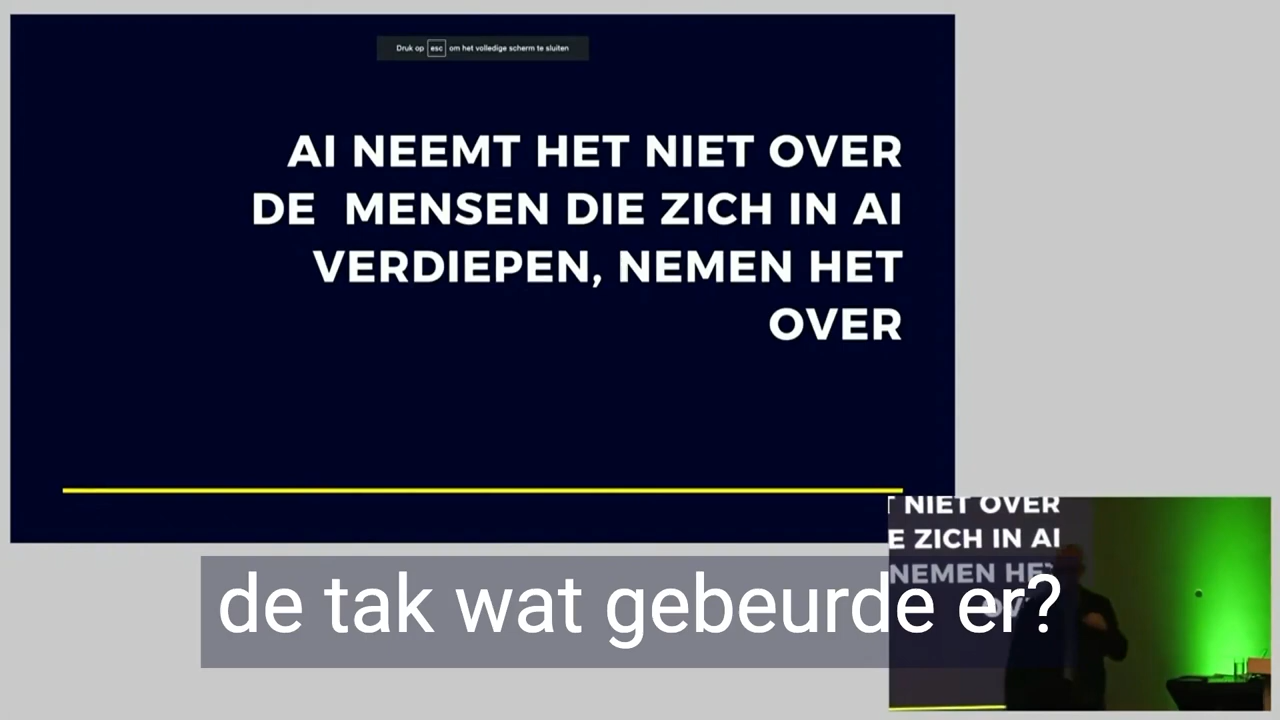 Druk op esc om het volledige scherm te sluiten
AI NEEMT HET NIET OVER
DE MENSEN DIE ZICH IN AI
VERDIEPEN, NEMEN HET
OVER
NIET OVER
E ZICH IN AI
NEMEN HE
OV
de tak wat gebeurde er?